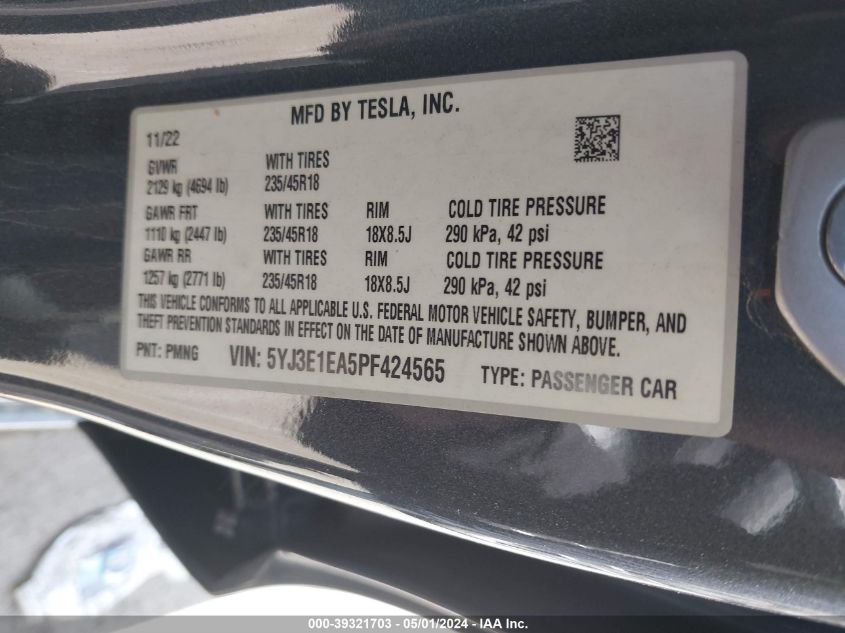 MFD BY TESLA, INC.
11/22
GVWR WITH TIRES
2129 kg (4694 lb) 235/45R18
GAWR FRT WITH TIRES RIM COLD TIRE PRESSURE
1110 kg (2447 lb) 235/45R18 18X8.5J 290 kPa, 42 psi
GAWR RR WITH TIRES RIM COLD TIRE PRESSURE
1257 kg (2771 lb) 235/45R18 18X8.5J 290 kPa, 42 psi
THIS VEHICLE CONFORMS TO ALL APPLICABLE U.S. FEDERAL MOTOR VEHICLE SAFETY, BUMPER, AND
THEFT PREVENTION STANDARDS IN EFFECT ON THE DATE OF MANUFACTURE SHOWN ABOVE.
PNT: PMNG VIN: 5YJ3E1EA5PF424565 TYPE: PASSENGER CAR
000-39321703 - 05/01/2024 - IAA Inc.